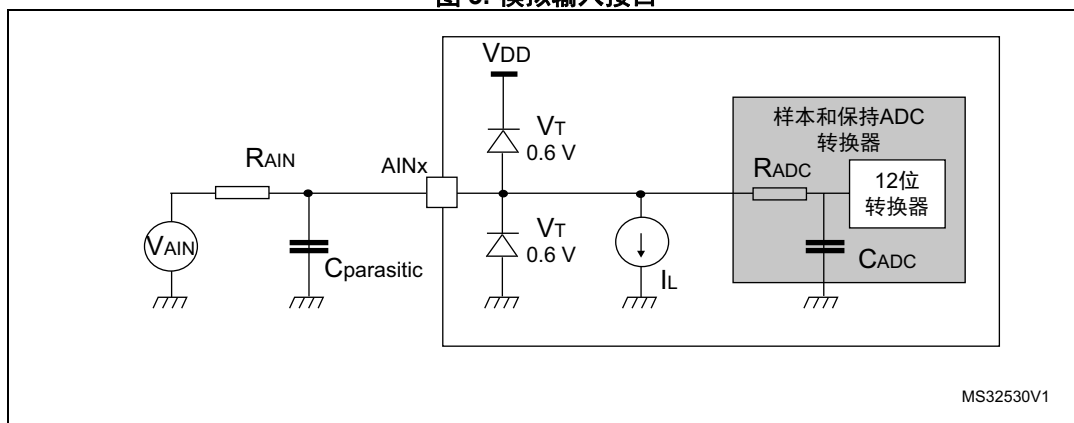 VDD
样本和保持ADC
转换器
VT
0.6 V
RAIN
AINx
RADC
12位
转换器
VAIN
Cparasitic
VT
0.6 V
IL
CADC
MS32530V1